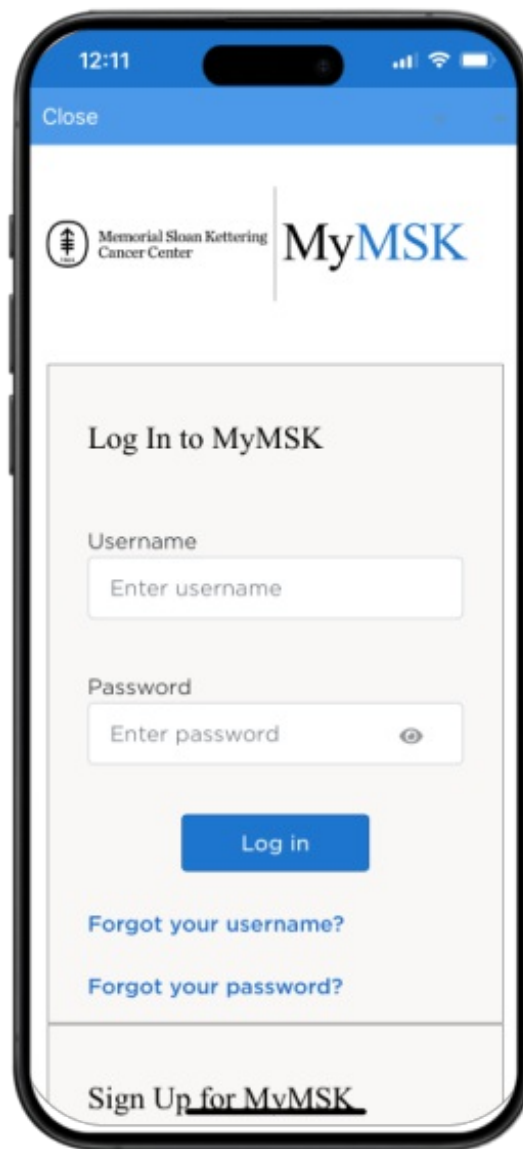 12:11
Close
Memorial Sloan Kettering
Cancer Center
MyMSK
Log In to MyMSK
Username
Enter username
Password
Enter password
Log in
Forgot your username?
Forgot your password?
Sign Up for MyMSK